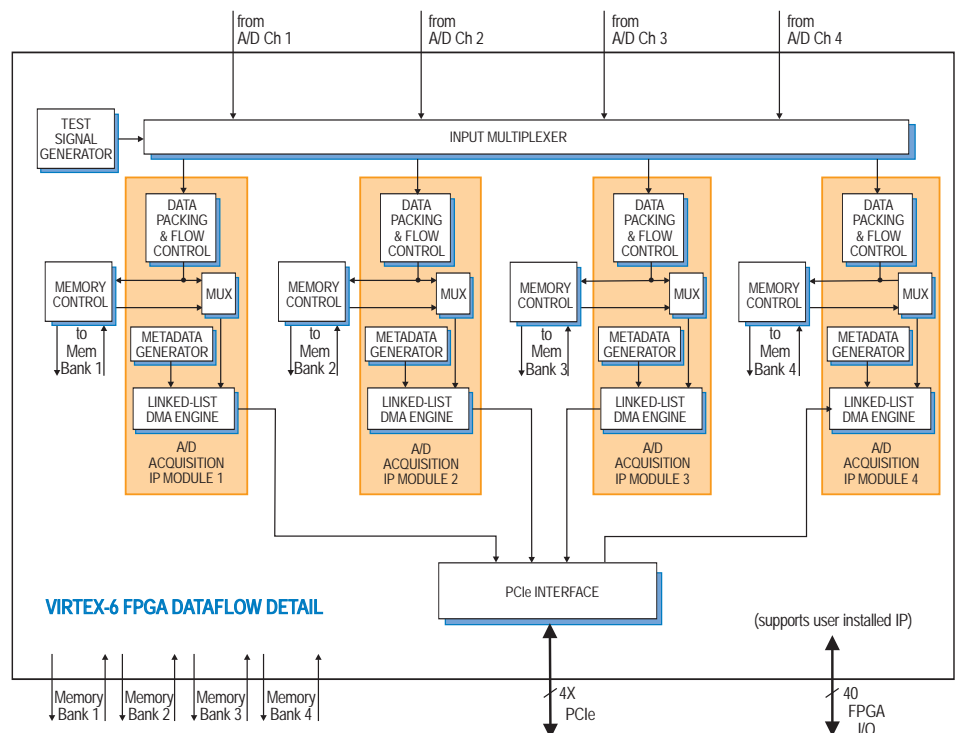 from
A/D Ch 1
from
A/D Ch 2
from
A/D Ch 3
from
A/D Ch 4
TEST
SIGNAL
GENERATOR
INPUT MULTIPLEXER
DATA
PACKING
& FLOW
CONTROL
MEMORY
CONTROL
MUX
to
Mem
Bank 1
METADATA
GENERATOR
LINKED-LIST
DMA ENGINE
A/D
ACQUISITION
IP MODULE 1
DATA
PACKING
& FLOW
CONTROL
MEMORY
CONTROL
MUX
to
Mem
Bank 2
METADATA
GENERATOR
LINKED-LIST
DMA ENGINE
A/D
ACQUISITION
IP MODULE 2
DATA
PACKING
& FLOW
CONTROL
MEMORY
CONTROL
MUX
to
Mem
Bank 3
METADATA
GENERATOR
LINKED-LIST
DMA ENGINE
A/D
ACQUISITION
IP MODULE 3
DATA
PACKING
& FLOW
CONTROL
MEMORY
CONTROL
MUX
to
Mem
Bank 4
METADATA
GENERATOR
LINKED-LIST
DMA ENGINE
A/D
ACQUISITION
IP MODULE 4
PCIe INTERFACE
VIRTEX-6 FPGA DATAFLOW DETAIL
(supports user installed IP)
Memory
Bank 1
Memory
Bank 2
Memory
Bank 3
Memory
Bank 4
4X
PCIe
40
FPGA
I/O